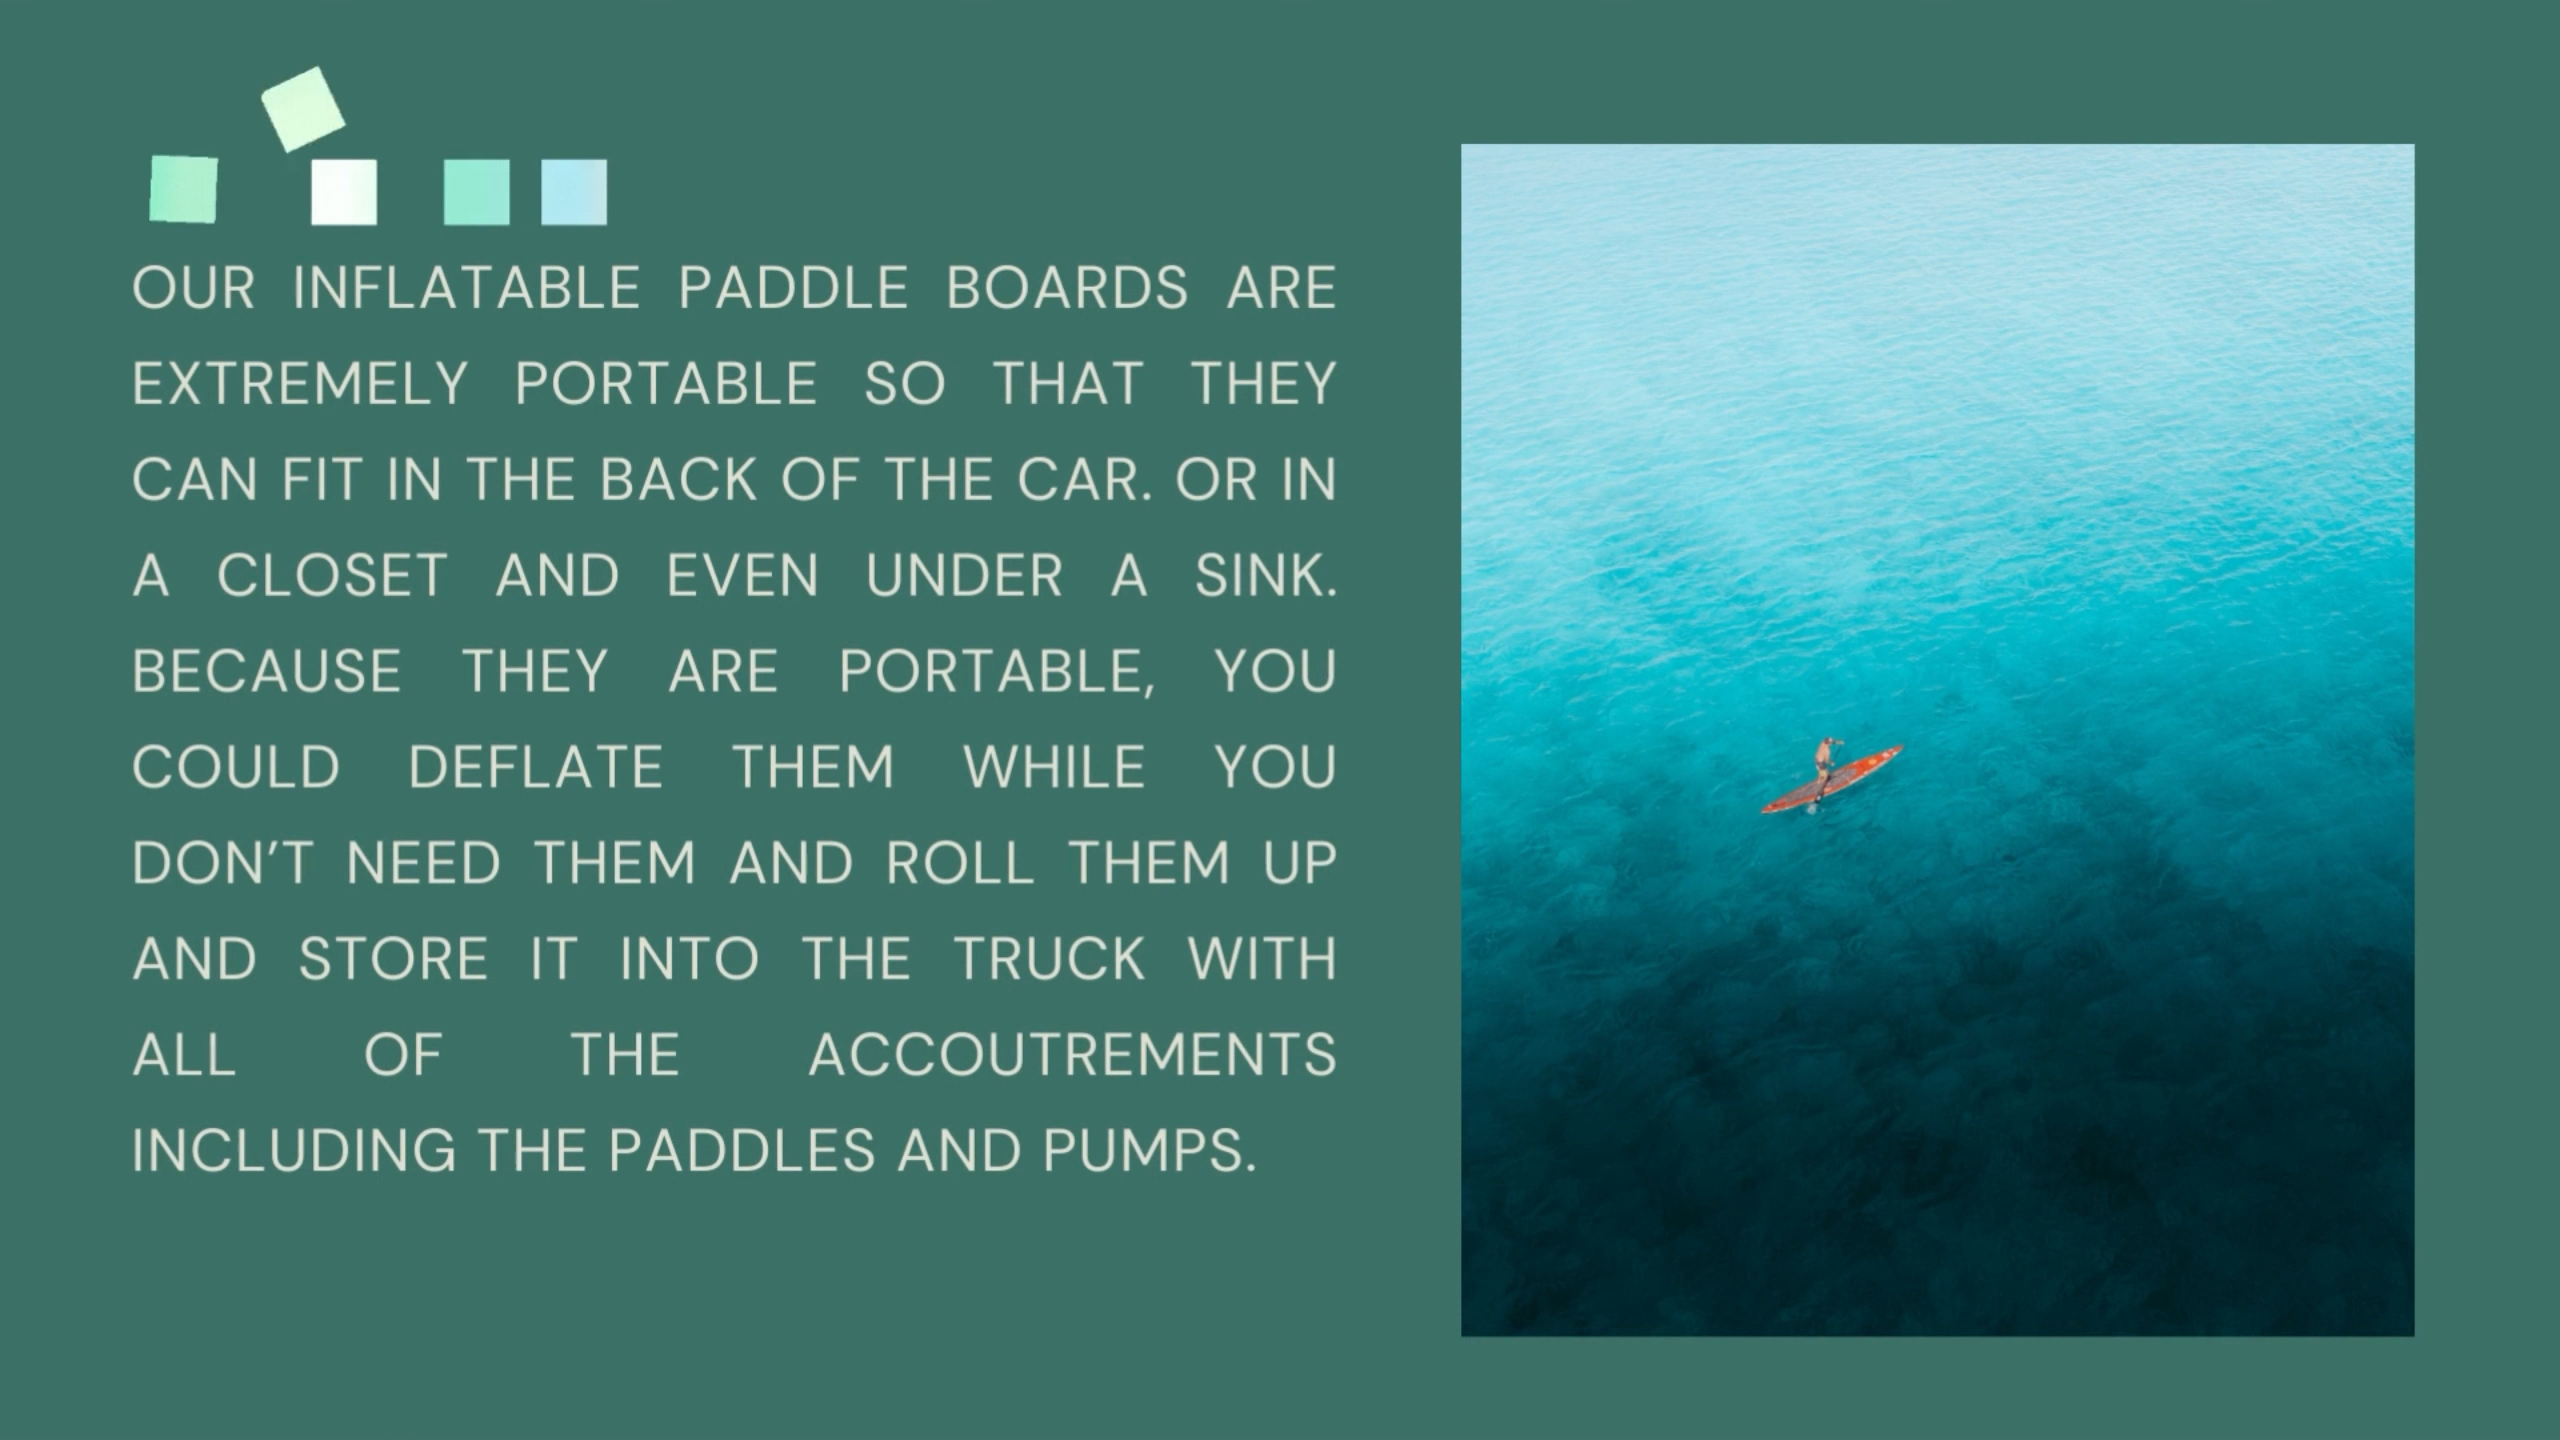 OUR INFLATABLE PADDLE BOARDS ARE
EXTREMELY PORTABLE SO THAT THEY
CAN FIT IN THE BACK OF THE CAR. OR IN
A CLOSET AND EVEN UNDER A SINK.
BECAUSE THEY ARE PORTABLE, YOU
COULD DEFLATE THEM WHILE YOU
DON’T NEED THEM AND ROLL THEM UP
AND STORE IT INTO THE TRUCK WITH
ALL OF THE ACCOUTREMENTS
INCLUDING THE PADDLES AND PUMPS.